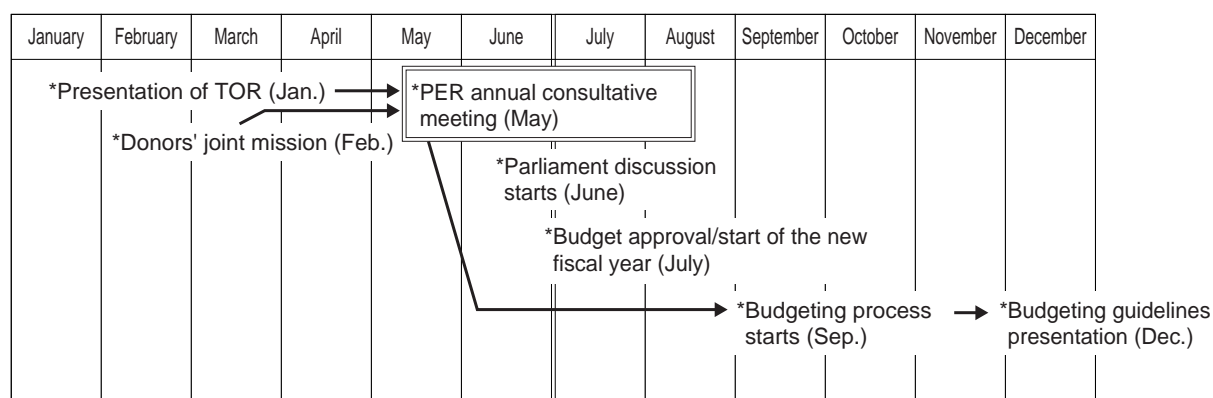 January February March April May June July August September October November December
*Presentation of TOR (Jan.)
*PER annual consultative
meeting (May)
*Donors' joint mission (Feb.)
*Parliament discussion
starts (June)
*Budget approval/start of the new
fiscal year (July)
*Budgeting process
starts (Sep.)
*Budgeting guidelines
presentation (Dec.)